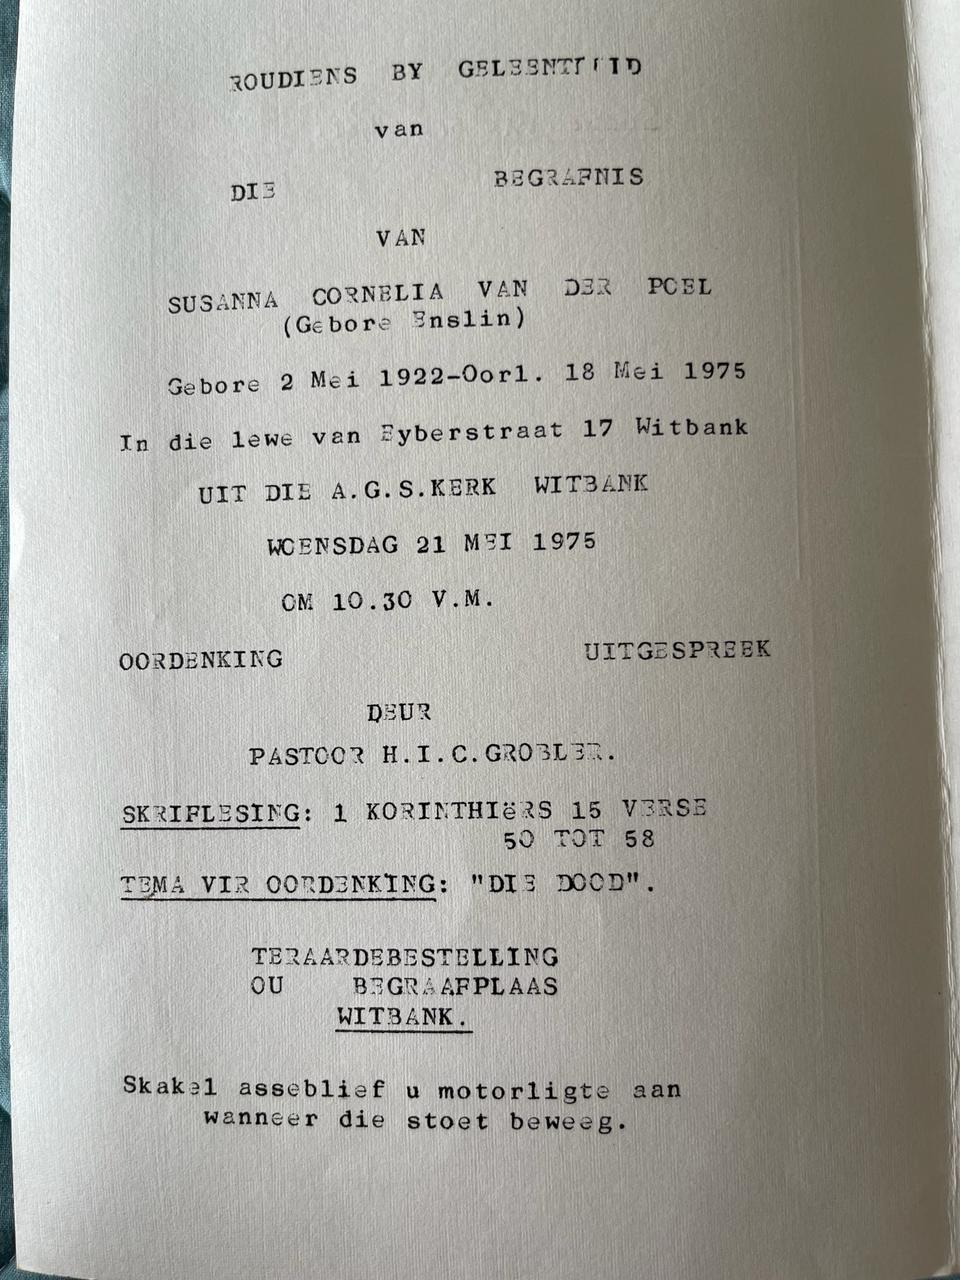 ROUDIENS BY GELEENTHEID
van
DIE BEGRAFNIS
VAN
SUSANNA CORNELIA VAN DER POEL
(Gebore Enslin)
Gebore 2 Mei 1922-Oorl. 18 Mei 1975
In die lewe van Eyberstraat 17 Witbank
UIT DIE A.G.S.KERK WITBANK
WOENSDAG 21 MEI 1975
OM 10.30 V.M.
OORDENKING UITGESPREEK
DEUR
PASTOOR H.I.C.GROBLER.
SKRIFLESING: 1 KORINTHIëRS 15 VERSE
50 TOT 58
TEMA VIR OORDENKING: "DIE DOOD".
TERAARDEBESTELLING
OU BEGRAAFPLAAS
WITBANK.
Skakel asseblief u motorligte aan
wanneer die stoet beweeg.